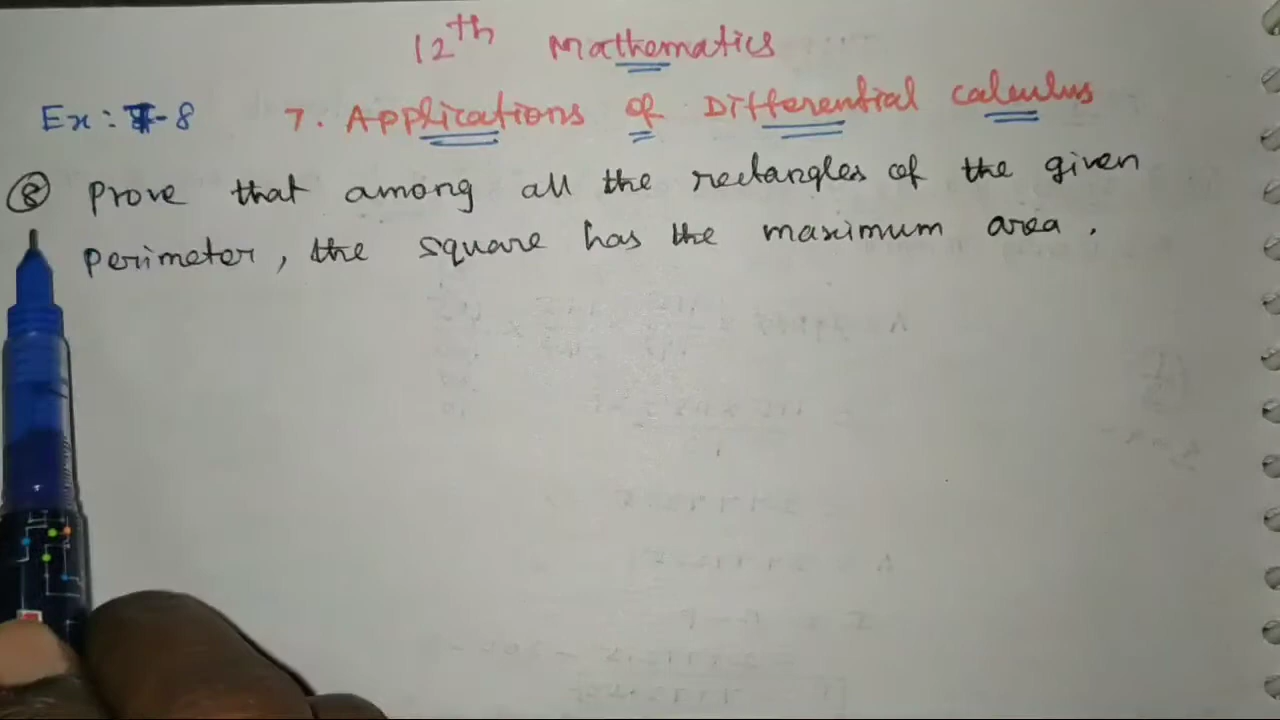 12th Mathematics
Ex: 7-8 7. Applications of Differential calculus
⑧ Prove that among all the rectangles of the given
perimeter, the square has the maximum area.